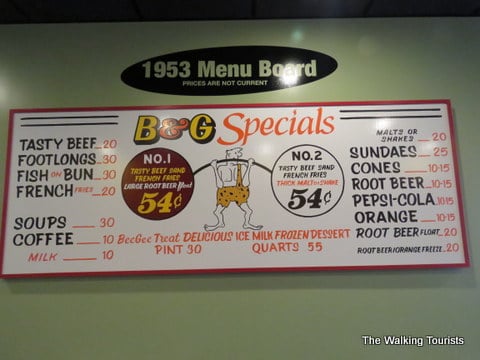 1953 Menu Board
PRICES ARE NOT CURRENT
B&G Specials
TASTY BEEF 20
FOOTLONGS 30
FISH ON BUN 30
FRENCH FRIES 20
SOUPS 30
COFFEE 10
MILK 10
NO. 1
TASTY BEEF SAND
FRENCH FRIES
LARGE ROOT BEER Float
54¢
NO. 2
TASTY BEEF SAND
FRENCH FRIES
THICK MALT OR SHAKE
54¢
BeeGee Treat DELICIOUS ICE MILK FROZEN DESSERT
PINT 30 QUARTS 55
MALTS OR
SHAKES 20
SUNDAES 25
CONES 10-15
ROOT BEER 10-15
PEPSI-COLA 10-15
ORANGE 10-15
ROOT BEER FLOAT 20
ROOT BEER/ORANGE FREEZE 20
The Walking Tourists